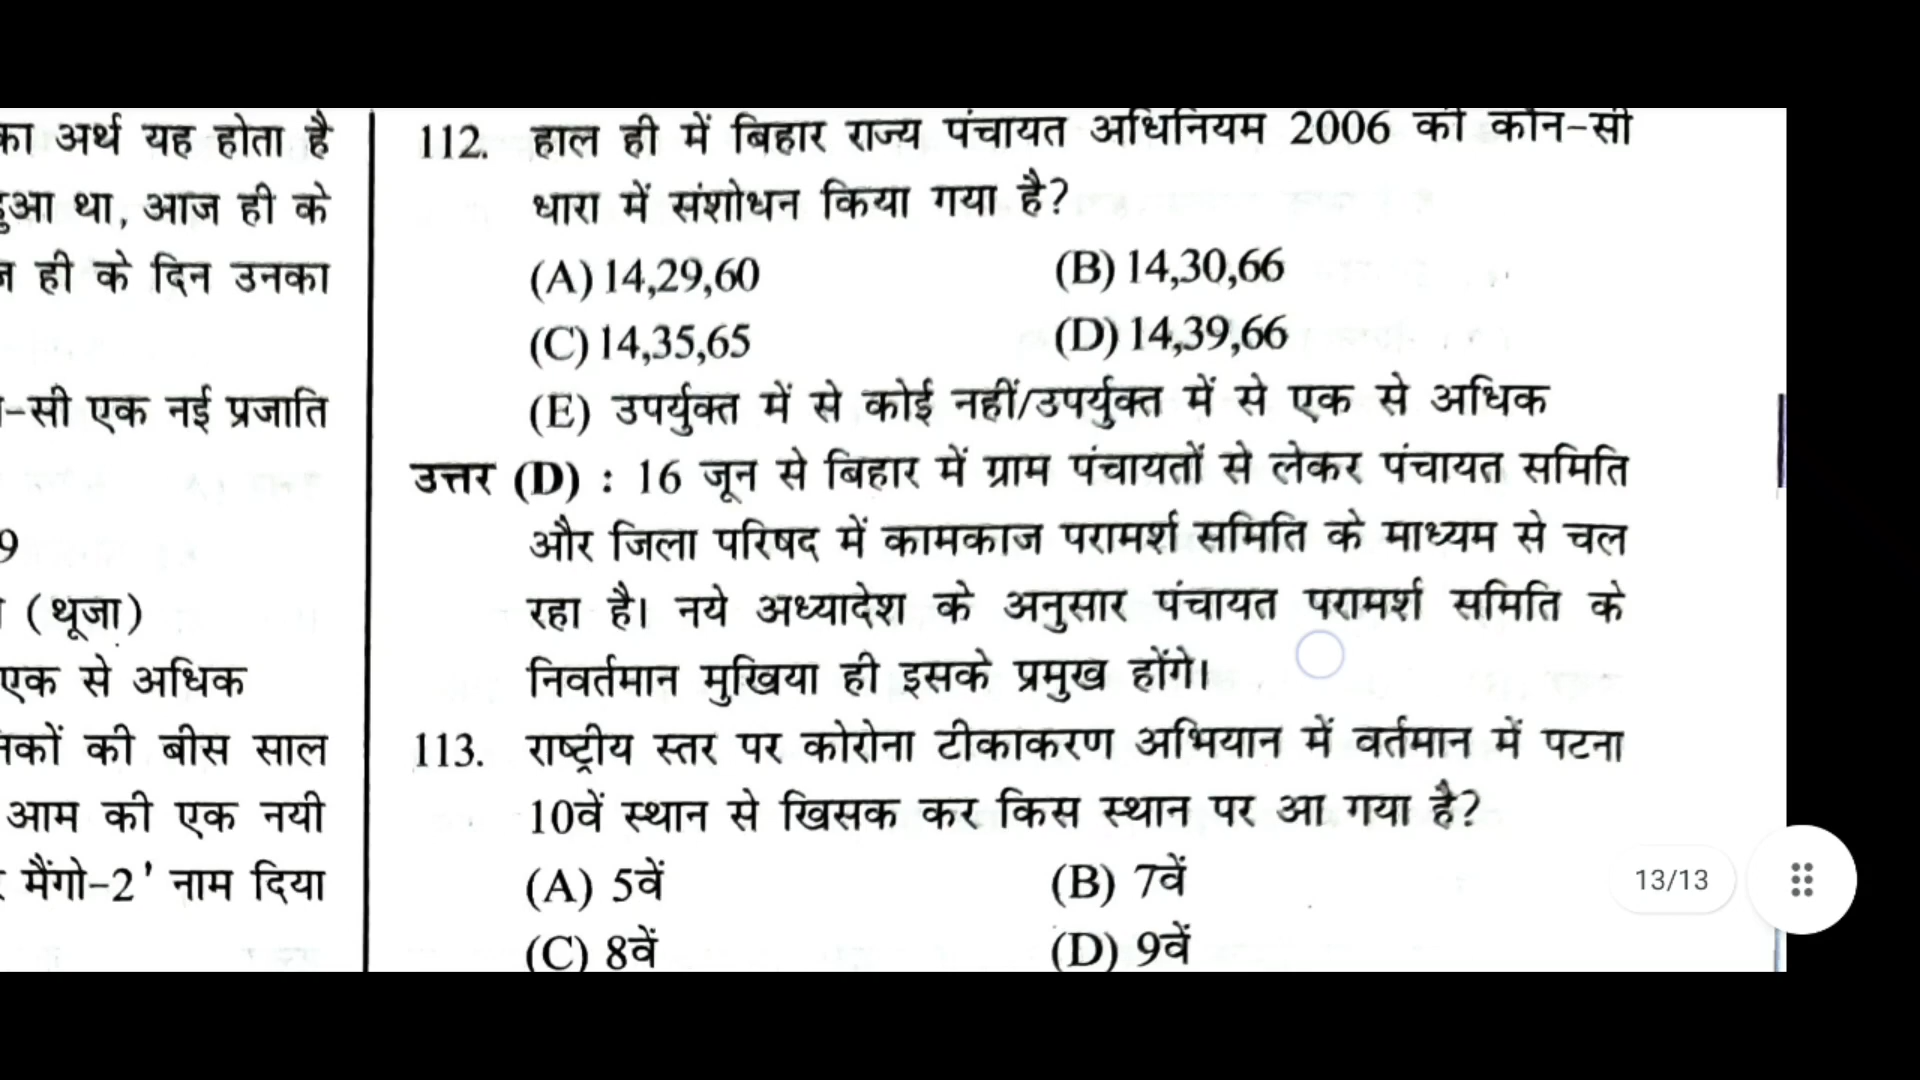 का अर्थ यह होता है
हुआ था, आज ही के
ही के दिन उनका
-सी एक नई प्रजाति
9
(थूजा)
एक से अधिक
की बीस साल
आम की एक नयी
मैंगो-2' नाम दिया
112. हाल ही में बिहार राज्य पंचायत अधिनियम 2006 की कौन-सी
धारा में संशोधन किया गया है?
(A) 14,29,60 (B) 14,30,66
(C) 14,35,65 (D) 14,39,66
(E) उपर्युक्त में से कोई नहीं/उपर्युक्त में से एक से अधिक
उत्तर (D) : 16 जून से बिहार में ग्राम पंचायतों से लेकर पंचायत समिति
और जिला परिषद में कामकाज परामर्श समिति के माध्यम से चल
रहा है। नये अध्यादेश के अनुसार पंचायत परामर्श समिति के
निवर्तमान मुखिया ही इसके प्रमुख होंगे।
113. राष्ट्रीय स्तर पर कोरोना टीकाकरण अभियान में वर्तमान में पटना
10वें स्थान से खिसक कर किस स्थान पर आ गया है?
(A) 5वें (B) 7वें
(C) 8वें (D) 9वें
13/13